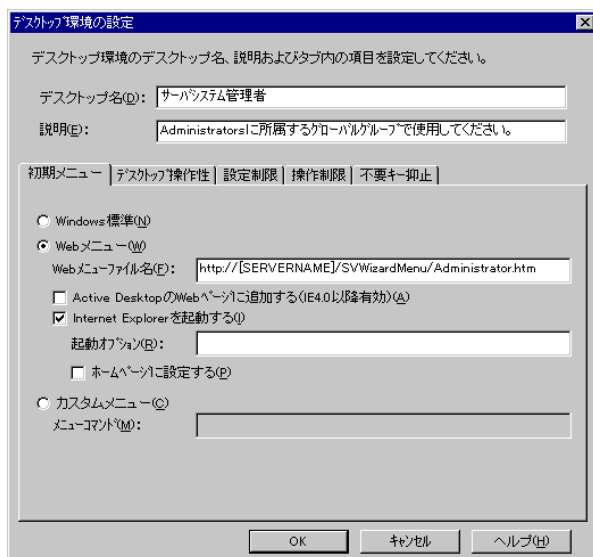 ﾃﾞｽｸﾄｯﾌﾟ環境の設定
デスクトップ環境のデスクトップ名、説明およびタブ内の項目を設定してください。
デスクトップ名(D): ｻｰﾊﾞｼｽﾃﾑ管理者
説明(E): Administratorsに所属するｸﾞﾛｰﾊﾞﾙｸﾞﾙｰﾌﾟで使用してください。
初期メニュー ﾃﾞｽｸﾄｯﾌﾟ操作性 設定制限 操作制限 不要キー抑止
Windows標準(N)
Webメニュー(W)
Webﾒﾆｭｰファイル名(F): http://[SERVERNAME]/SVWizardMenu/Administrator.htm
Active DesktopのWebﾍﾟｰｼﾞに追加する(IE4.0以降有効)(A)
Internet Explorerを起動する(I)
起動ｵﾌﾟｼｮﾝ(R):
ホームﾍﾟｰｼﾞに設定する(P)
カスタムメニュー(C)
ﾒﾆｭｰｺﾏﾝﾄﾞ(M):
OK ｷｬﾝｾﾙ ヘルプ(H)